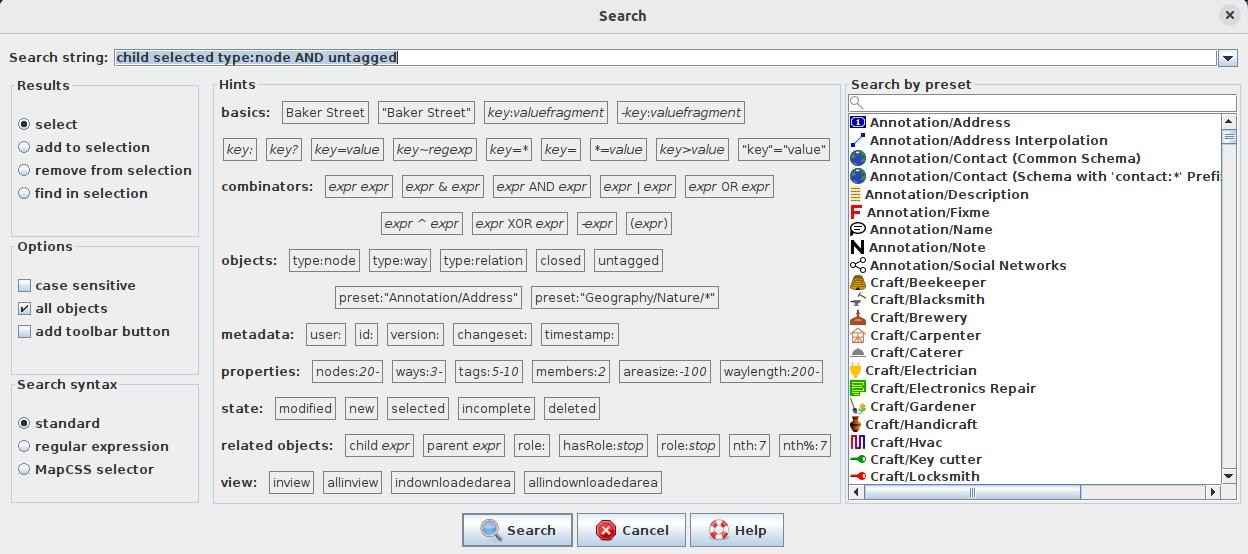 Search
Search string: child selected type:node AND untagged
Results
select
add to selection
remove from selection
find in selection
Options
case sensitive
all objects
add toolbar button
Search syntax
standard
regular expression
MapCSS selector
Hints
basics: Baker Street "Baker Street" key:valuefragment -key:valuefragment
key: key? key=value key~regexp key=* key= *=value key>value "key"="value"
combinators: expr expr expr & expr expr AND expr expr | expr expr OR expr
expr ^ expr expr XOR expr -expr (expr)
objects: type:node type:way type:relation closed untagged
preset:"Annotation/Address" preset:"Geography/Nature/*"
metadata: user: id: version: changeset: timestamp:
properties: nodes:20- ways:3- tags:5-10 members:2 areasize:-100 waylength:200-
state: modified new selected incomplete deleted
related objects: child expr parent expr role: hasRole:stop role:stop nth:7 nth%:7
view: inview allinview indownloadedarea allindownloadedarea
Search by preset
Annotation/Address
Annotation/Address Interpolation
Annotation/Contact (Common Schema)
Annotation/Contact (Schema with 'contact:*' Prefi
Annotation/Description
Annotation/Fixme
Annotation/Name
Annotation/Note
Annotation/Social Networks
Craft/Beekeeper
Craft/Blacksmith
Craft/Brewery
Craft/Carpenter
Craft/Caterer
Craft/Electrician
Craft/Electronics Repair
Craft/Gardener
Craft/Handicraft
Craft/Hvac
Craft/Key cutter
Craft/Locksmith
Search Cancel Help